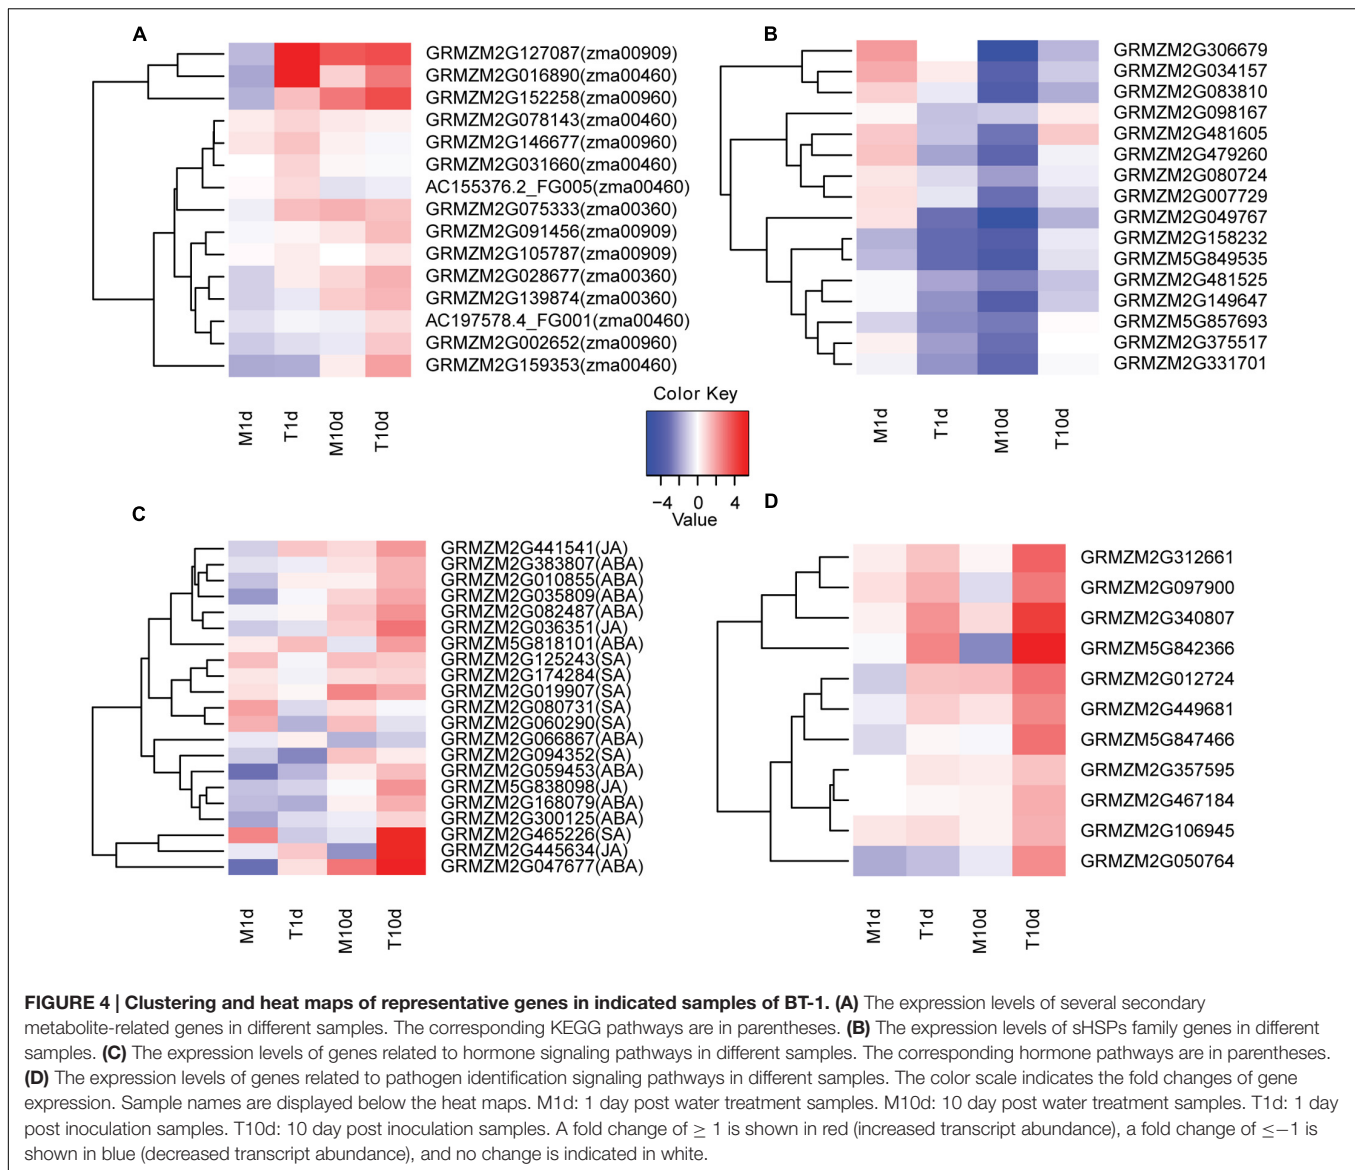 A
GRMZM2G127087(zma00909)
GRMZM2G016890(zma00460)
GRMZM2G152258(zma00960)
GRMZM2G078143(zma00460)
GRMZM2G146677(zma00960)
GRMZM2G031660(zma00460)
AC155376.2_FG005(zma00460)
GRMZM2G075333(zma00360)
GRMZM2G091456(zma00909)
GRMZM2G105787(zma00909)
GRMZM2G028677(zma00360)
GRMZM2G139874(zma00360)
AC197578.4_FG001(zma00460)
GRMZM2G002652(zma00960)
GRMZM2G159353(zma00460)
M1d T1d M10d T10d
B
GRMZM2G306679
GRMZM2G034157
GRMZM2G083810
GRMZM2G098167
GRMZM2G481605
GRMZM2G479260
GRMZM2G080724
GRMZM2G007729
GRMZM2G049767
GRMZM2G158232
GRMZM5G849535
GRMZM2G481525
GRMZM2G149647
GRMZM5G857693
GRMZM2G375517
GRMZM2G331701
M1d T1d M10d T10d
Color Key
−4 0 4
Value
C
GRMZM2G441541(JA)
GRMZM2G383807(ABA)
GRMZM2G010855(ABA)
GRMZM2G035809(ABA)
GRMZM2G082487(ABA)
GRMZM2G036351(JA)
GRMZM5G818101(ABA)
GRMZM2G125243(SA)
GRMZM2G174284(SA)
GRMZM2G019907(SA)
GRMZM2G080731(SA)
GRMZM2G060290(SA)
GRMZM2G066867(ABA)
GRMZM2G094352(SA)
GRMZM2G059453(ABA)
GRMZM5G838098(JA)
GRMZM2G168079(ABA)
GRMZM2G300125(ABA)
GRMZM2G465226(SA)
GRMZM2G445634(JA)
GRMZM2G047677(ABA)
M1d T1d M10d T10d
D
GRMZM2G312661
GRMZM2G097900
GRMZM2G340807
GRMZM5G842366
GRMZM2G012724
GRMZM2G449681
GRMZM5G847466
GRMZM2G357595
GRMZM2G467184
GRMZM2G106945
GRMZM2G050764
M1d T1d M10d T10d
FIGURE 4 | Clustering and heat maps of representative genes in indicated samples of BT-1. (A) The expression levels of several secondary
metabolite-related genes in different samples. The corresponding KEGG pathways are in parentheses. (B) The expression levels of sHSPs family genes in different
samples. (C) The expression levels of genes related to hormone signaling pathways in different samples. The corresponding hormone pathways are in parentheses.
(D) The expression levels of genes related to pathogen identification signaling pathways in different samples. The color scale indicates the fold changes of gene
expression. Sample names are displayed below the heat maps. M1d: 1 day post water treatment samples. M10d: 10 day post water treatment samples. T1d: 1 day
post inoculation samples. T10d: 10 day post inoculation samples. A fold change of ≥ 1 is shown in red (increased transcript abundance), a fold change of ≤−1 is
shown in blue (decreased transcript abundance), and no change is indicated in white.